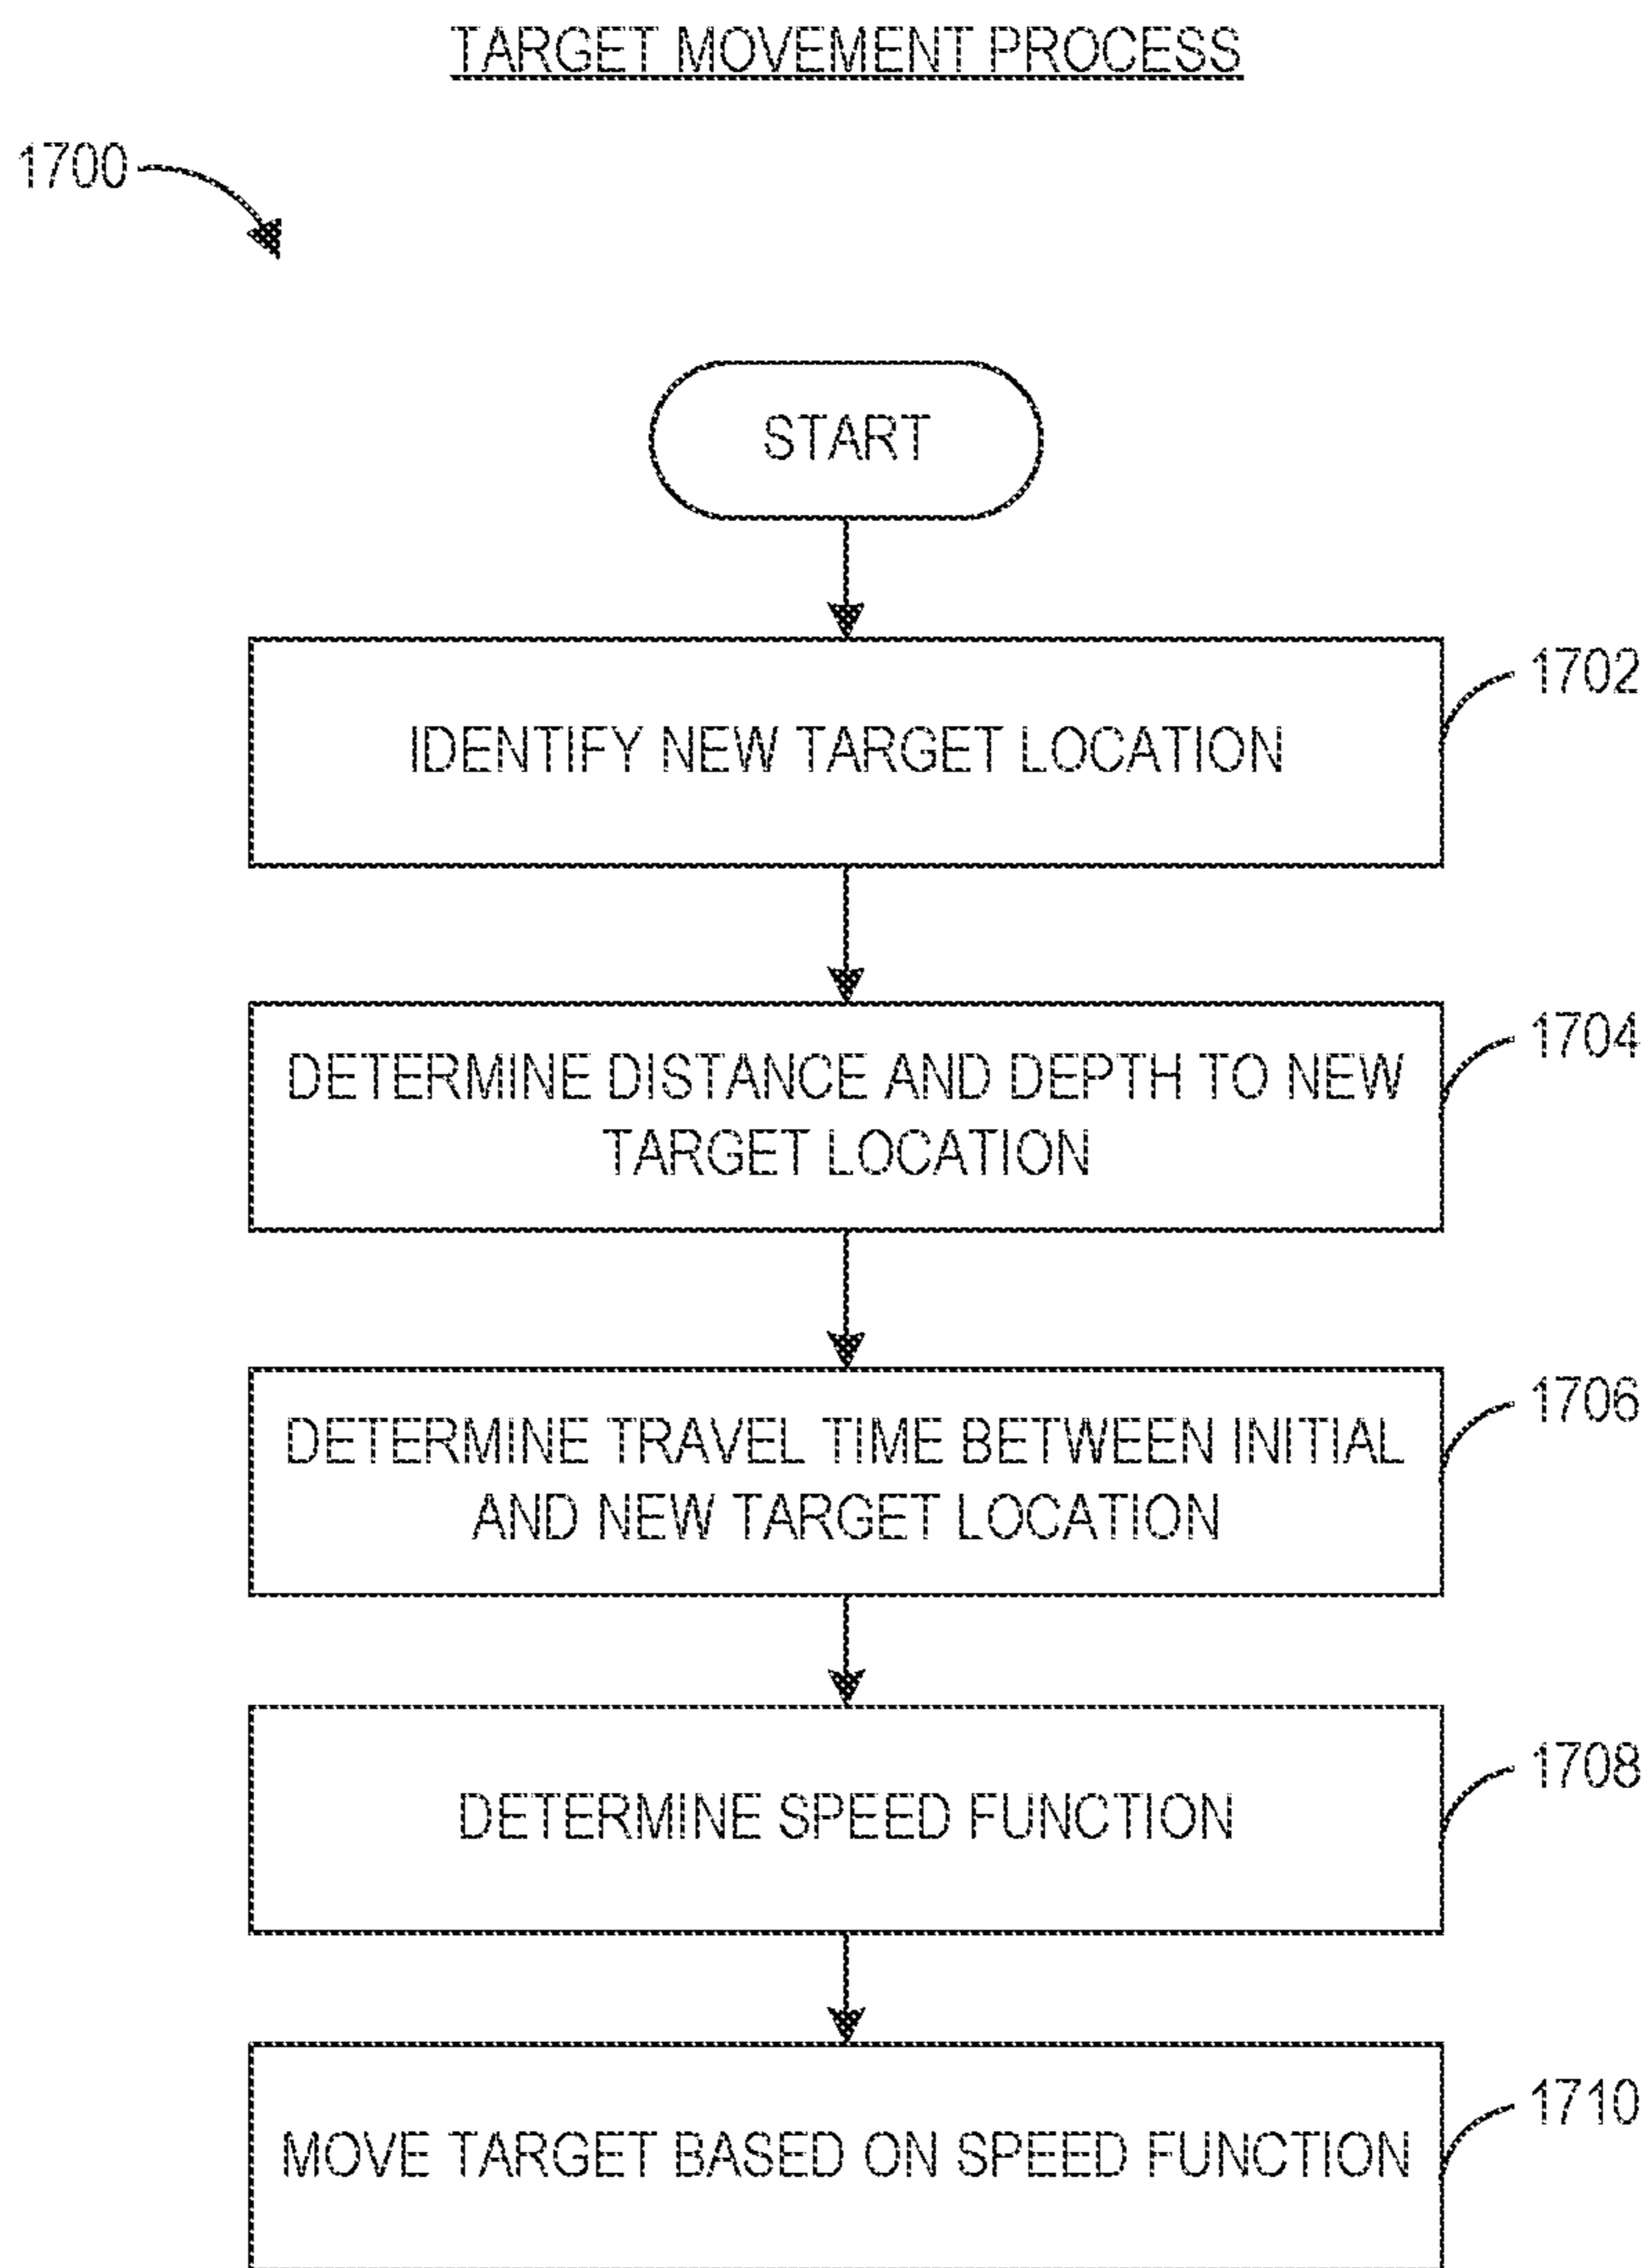 TARGET MOVEMENT PROCESS
1700
START
IDENTIFY NEW TARGET LOCATION
1702
DETERMINE DISTANCE AND DEPTH TO NEW
TARGET LOCATION
1704
DETERMINE TRAVEL TIME BETWEEN INITIAL
AND NEW TARGET LOCATION
1706
DETERMINE SPEED FUNCTION
1708
MOVE TARGET BASED ON SPEED FUNCTION
1710